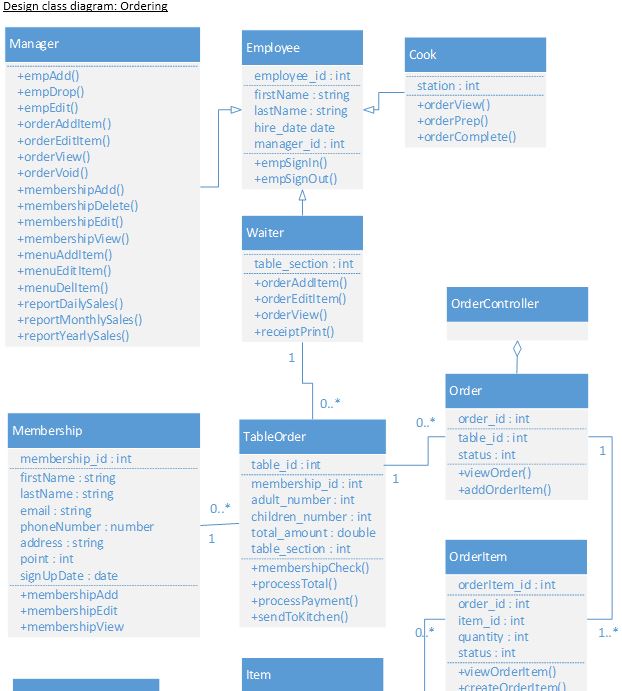 Design class diagram: Ordering
Manager
+empAdd()
+empDrop()
+empEdit()
+orderAddItem()
+orderEditItem()
+orderView()
+orderVoid()
+membershipAdd()
+membershipDelete()
+membershipEdit()
+membershipView()
+menuAddItem()
+menuEditItem()
+menuDelItem()
+reportDailySales()
+reportMonthlySales()
+reportYearlySales()
Employee
employee_id : int
firstName : string
lastName : string
hire_date date
manager_id : int
+empSignIn()
+empSignOut()
Cook
station : int
+orderView()
+orderPrep()
+orderComplete()
Waiter
table_section : int
+orderAddItem()
+orderEditItem()
+orderView()
+receiptPrint()
1
0..*
OrderController
Order
order_id : int
table_id : int
status : int
+viewOrder()
+addOrderItem()
0..*
1
1
Membership
membership_id : int
firstName : string
lastName : string
email : string
phoneNumber : number
address : string
point : int
signUpDate : date
+membershipAdd
+membershipEdit
+membershipView
0..*
1
TableOrder
table_id : int
membership_id : int
adult_number : int
children_number : int
total_amount : double
table_section : int
+membershipCheck()
+processTotal()
+processPayment()
+sendToKitchen()
OrderItem
orderItem_id : int
order_id : int
item_id : int
quantity : int
status : int
+viewOrderItem()
+createOrderItem()
0..*
1..*
Item